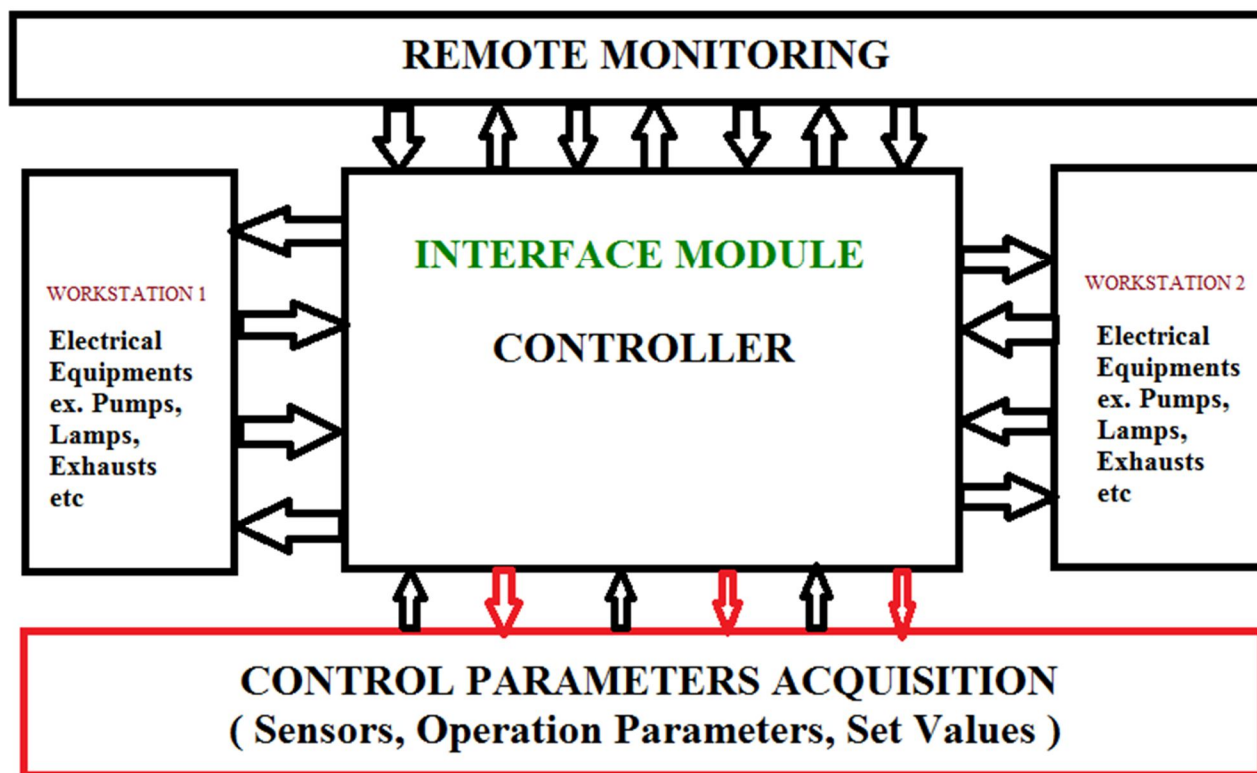 REMOTE MONITORING
INTERFACE MODULE
CONTROLLER
WORKSTATION 1
Electrical
Equipments
ex. Pumps,
Lamps,
Exhausts
etc
WORKSTATION 2
Electrical
Equipments
ex. Pumps,
Lamps,
Exhausts
etc
CONTROL PARAMETERS ACQUISITION
( Sensors, Operation Parameters, Set Values )